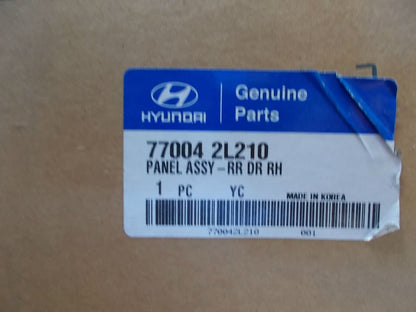 HYUNDAI
Genuine
Parts
77004 2L210
PANEL ASSY-RR DR RH
1 PC YC MADE IN KOREA
770042L210 001